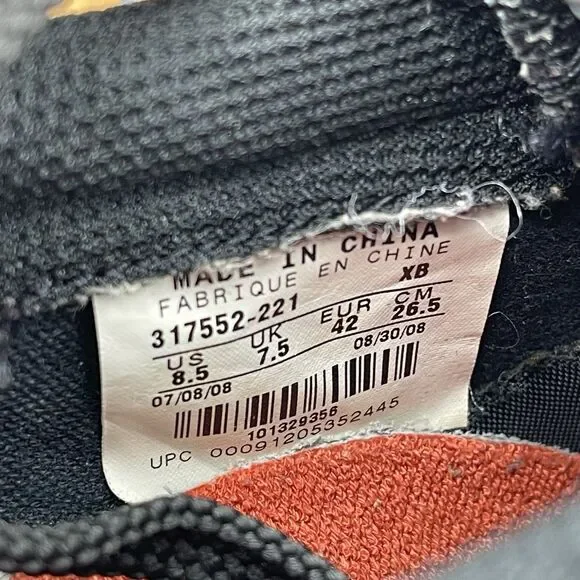 MADE IN CHINA
FABRIQUE EN CHINE
317552-221 XB
US UK EUR CM
8.5 7.5 42 26.5
07/08/08 08/30/08
101329356
UPC 00091205352445